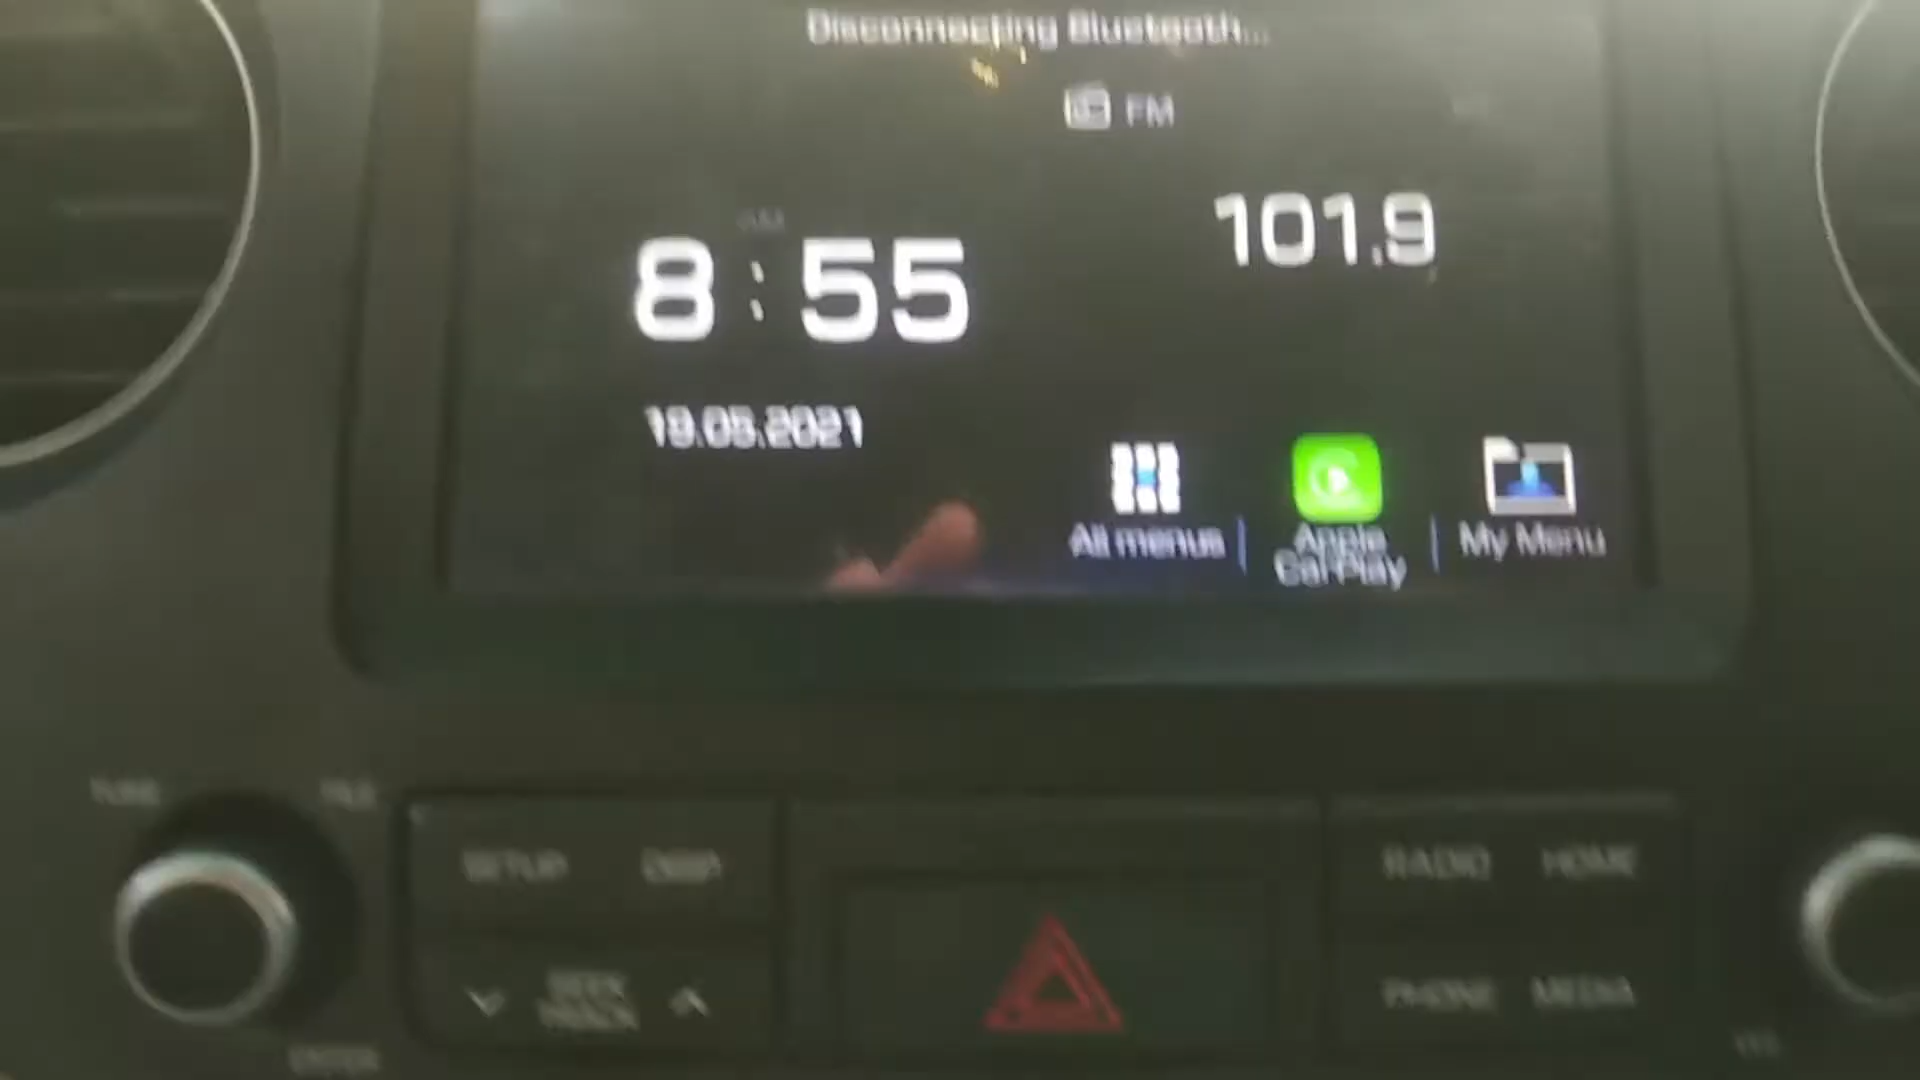 Disconnecting Bluetooth...
FM
101.9
AM
8:55
19.05.2021
All menus
Apple
CarPlay
My Menu
TUNE
FILE
SETUP
DISP
RADIO
HOME
SEEK
TRACK
PHONE
MEDIA
ENTER